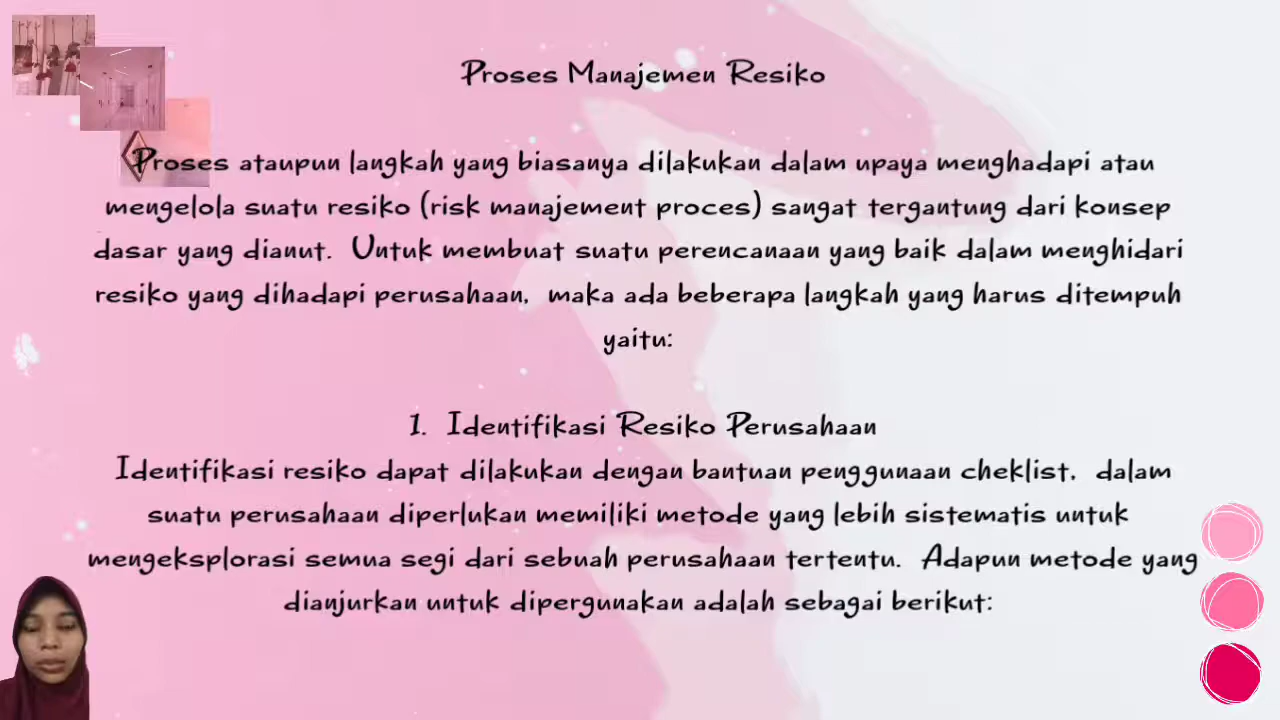 Proses Manajemen Resiko
Proses ataupun langkah yang biasanya dilakukan dalam upaya menghadapi atau
mengelola suatu resiko (risk manajement proces) sangat tergantung dari konsep
dasar yang dianut. Untuk membuat suatu perencanaan yang baik dalam menghidari
resiko yang dihadapi perusahaan, maka ada beberapa langkah yang harus ditempuh
yaitu:
1. Identifikasi Resiko Perusahaan
Identifikasi resiko dapat dilakukan dengan bantuan penggunaan cheklist, dalam
suatu perusahaan diperlukan memiliki metode yang lebih sistematis untuk
mengeksplorasi semua segi dari sebuah perusahaan tertentu. Adapun metode yang
dianjurkan untuk dipergunakan adalah sebagai berikut: